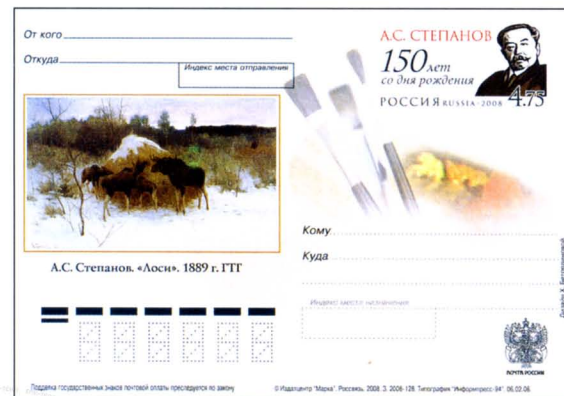 От кого
Откуда
Индекс места отправления
А.С. СТЕПАНОВ
150 лет
со дня рождения
РОССИЯ RUSSIA · 2008
4.75
А.С. Степанов. «Лоси». 1889 г. ГТГ
Кому
Куда
Индекс места назначения
ПОЧТА РОССИИ
Подделка государственных знаков почтовой оплаты преследуется по закону
© Издатцентр "Марка". Россвязь. 2008. З. 2008-128. Типография "Информпресс-94". 06.02.08.